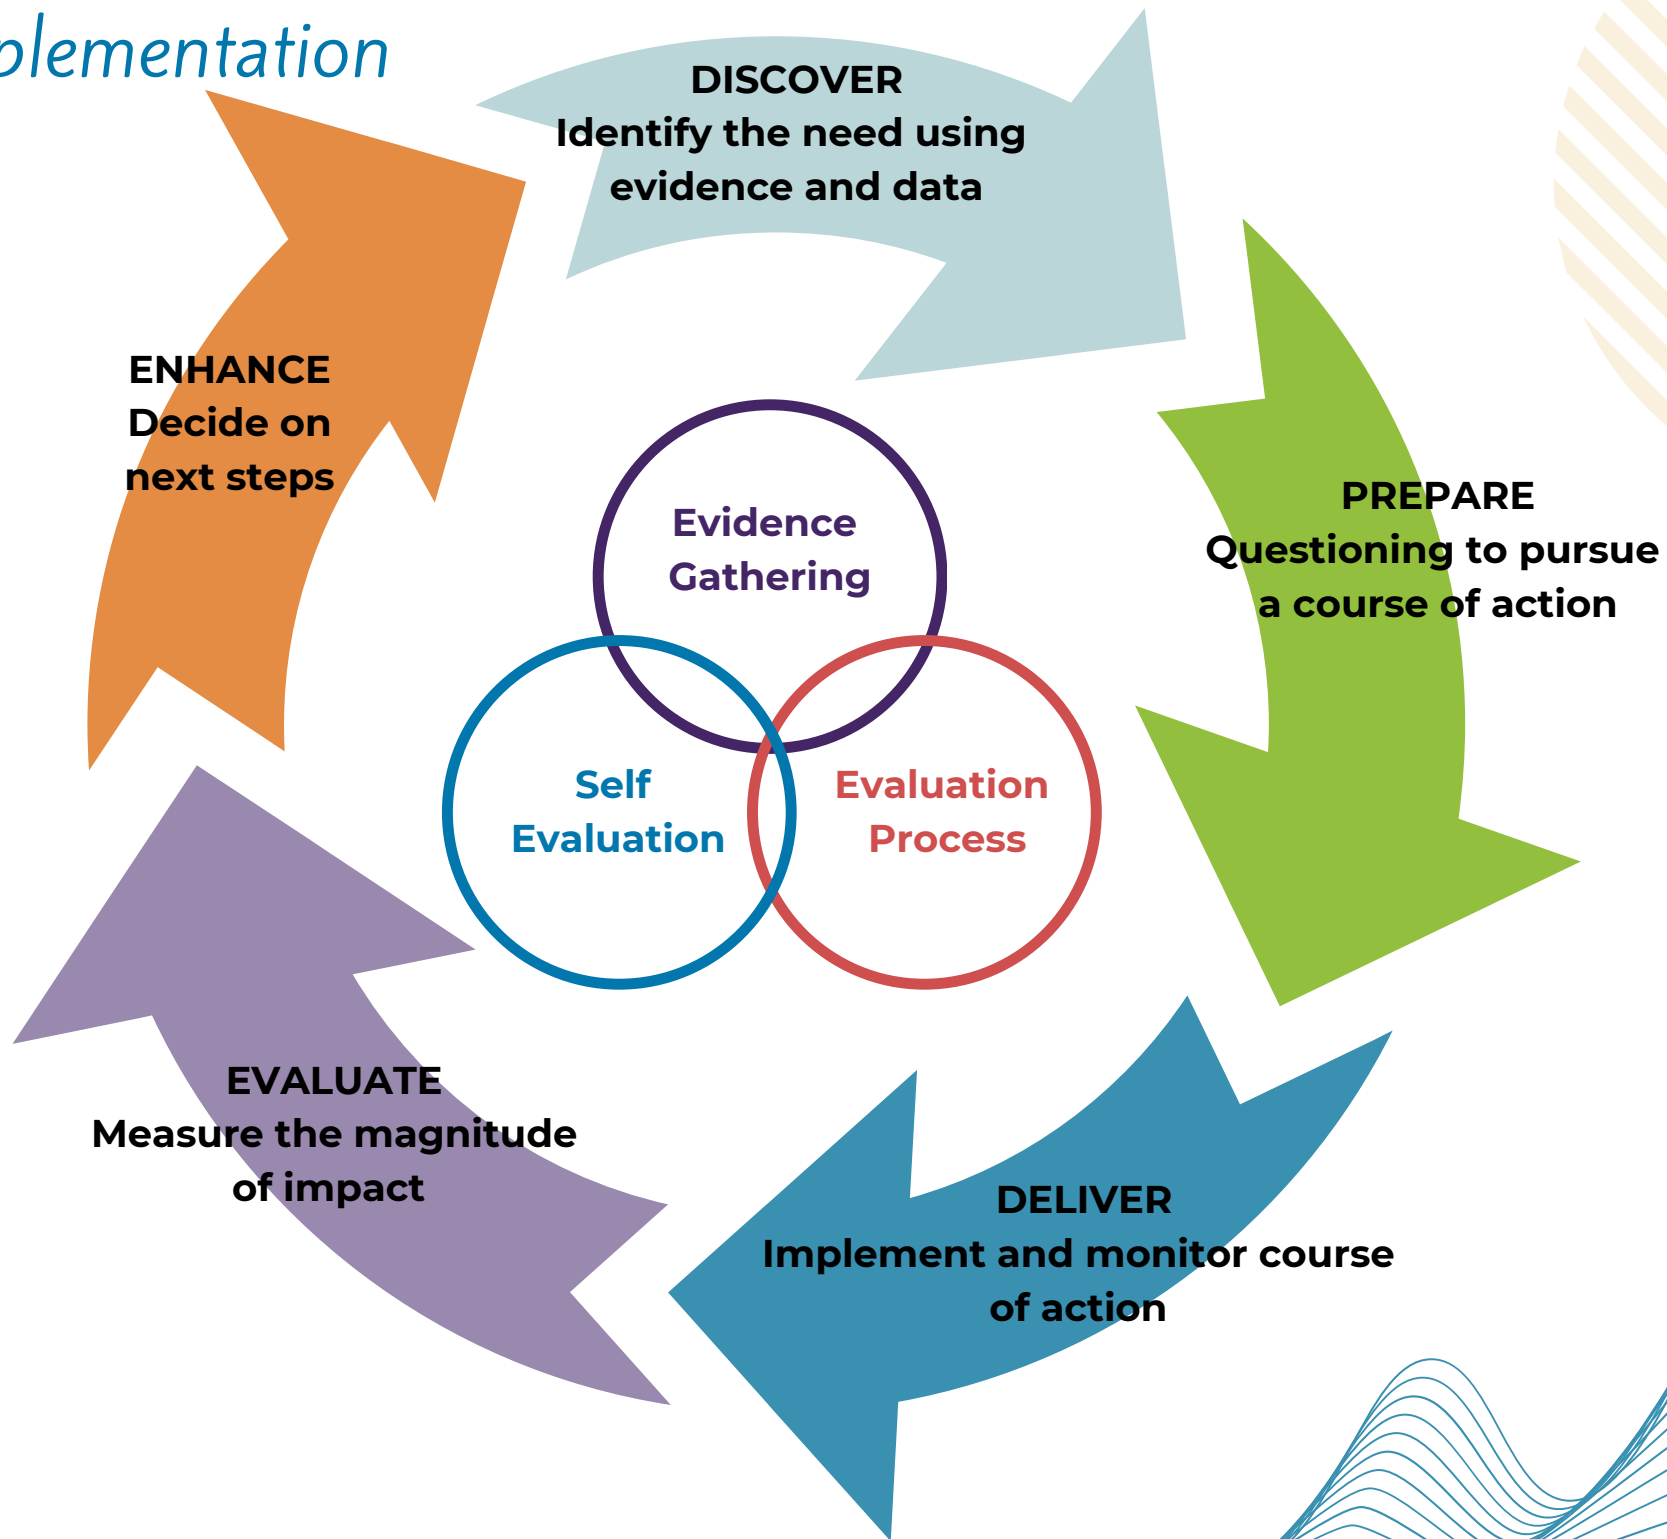 plementation
DISCOVER
Identify the need using
evidence and data
PREPARE
Questioning to pursue
a course of action
DELIVER
Implement and monitor course
of action
EVALUATE
Measure the magnitude
of impact
ENHANCE
Decide on
next steps
Evidence
Gathering
Self
Evaluation
Evaluation
Process